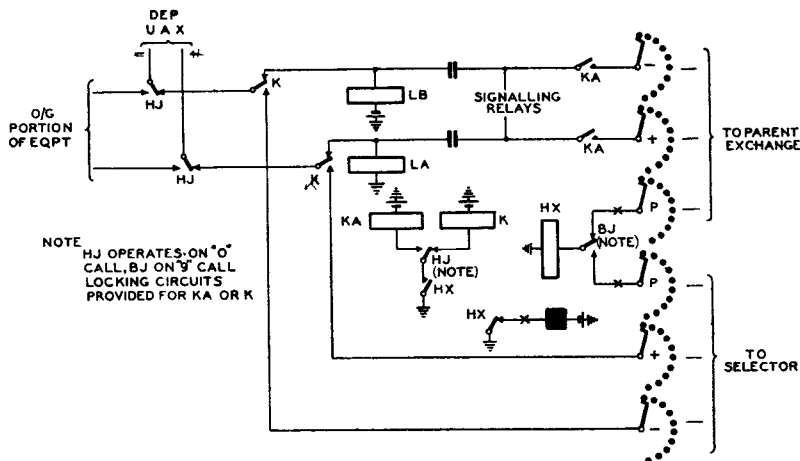 DEP
U A X
− +
O/G
PORTION
OF EQPT
HJ
K
LB
SIGNALLING
RELAYS
KA
−
TO PARENT
EXCHANGE
HJ
K
LA
KA
+
KA
K
HX
P
BJ
(NOTE)
HJ
(NOTE)
HX
P
NOTE
HJ OPERATES ON "O"
CALL, BJ ON "9" CALL
LOCKING CIRCUITS
PROVIDED FOR KA OR K
HX
+
TO
SELECTOR
−